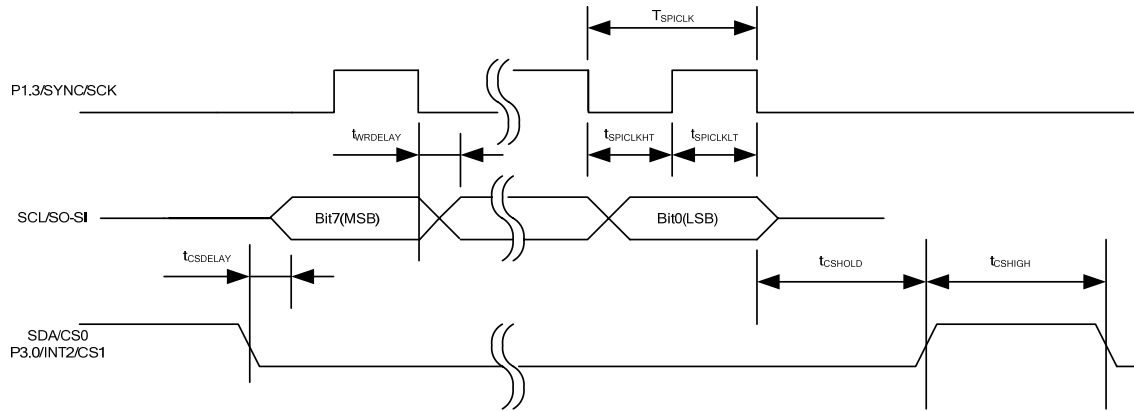 TSPICLK
P1.3/SYNC/SCK
tWRDELAY
tSPICLKHT
tSPICLKLT
SCL/SO-SI
Bit7(MSB)
Bit0(LSB)
tCSDELAY
tCSHOLD
tCSHIGH
SDA/CS0
P3.0/INT2/CS1